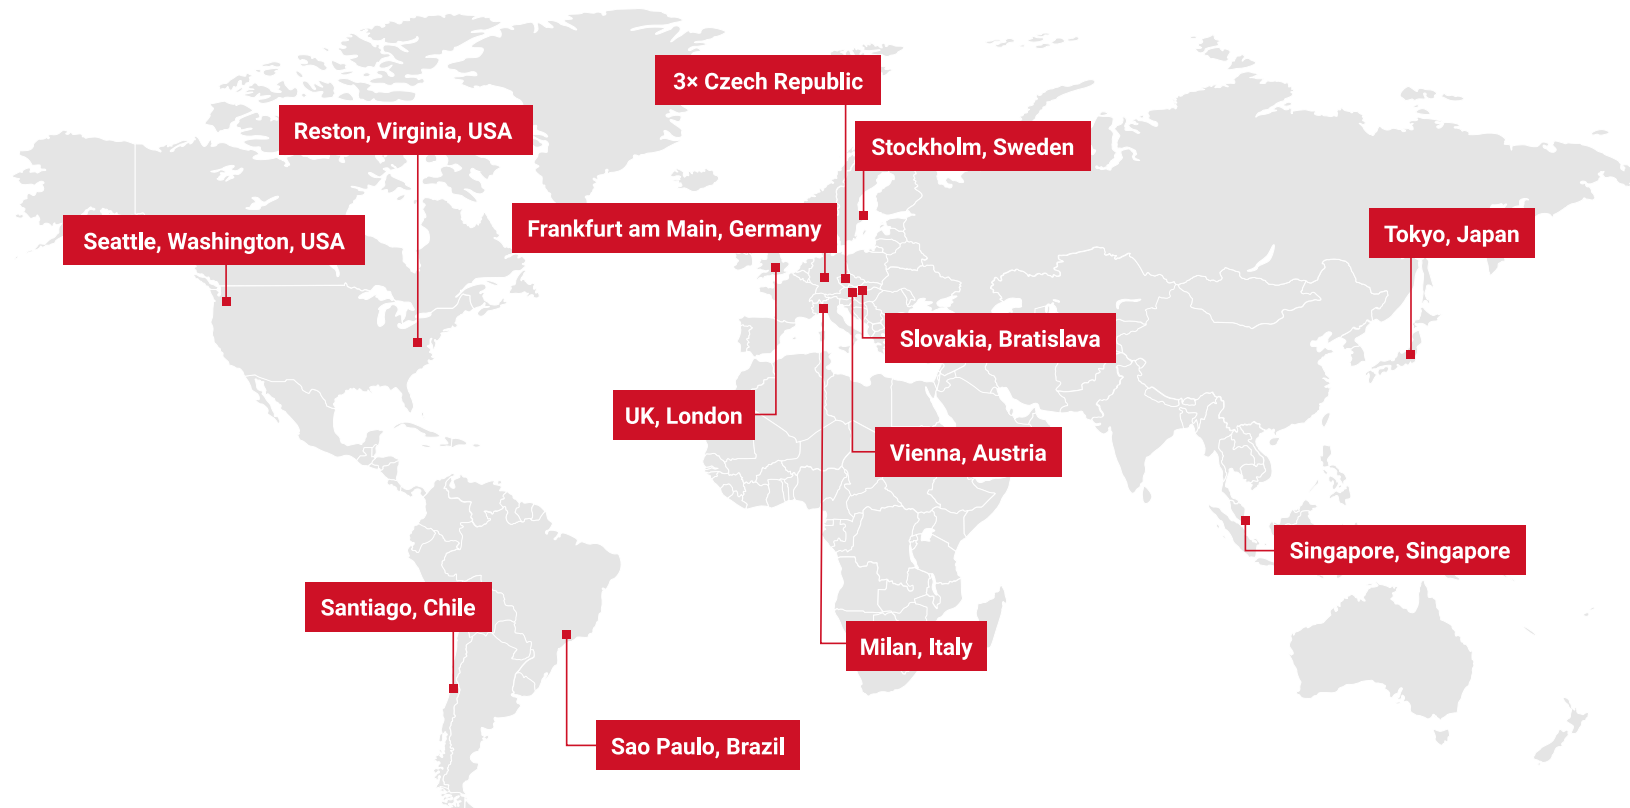 3× Czech Republic
Reston, Virginia, USA
Stockholm, Sweden
Frankfurt am Main, Germany
Seattle, Washington, USA
Tokyo, Japan
Slovakia, Bratislava
UK, London
Vienna, Austria
Singapore, Singapore
Santiago, Chile
Milan, Italy
Sao Paulo, Brazil